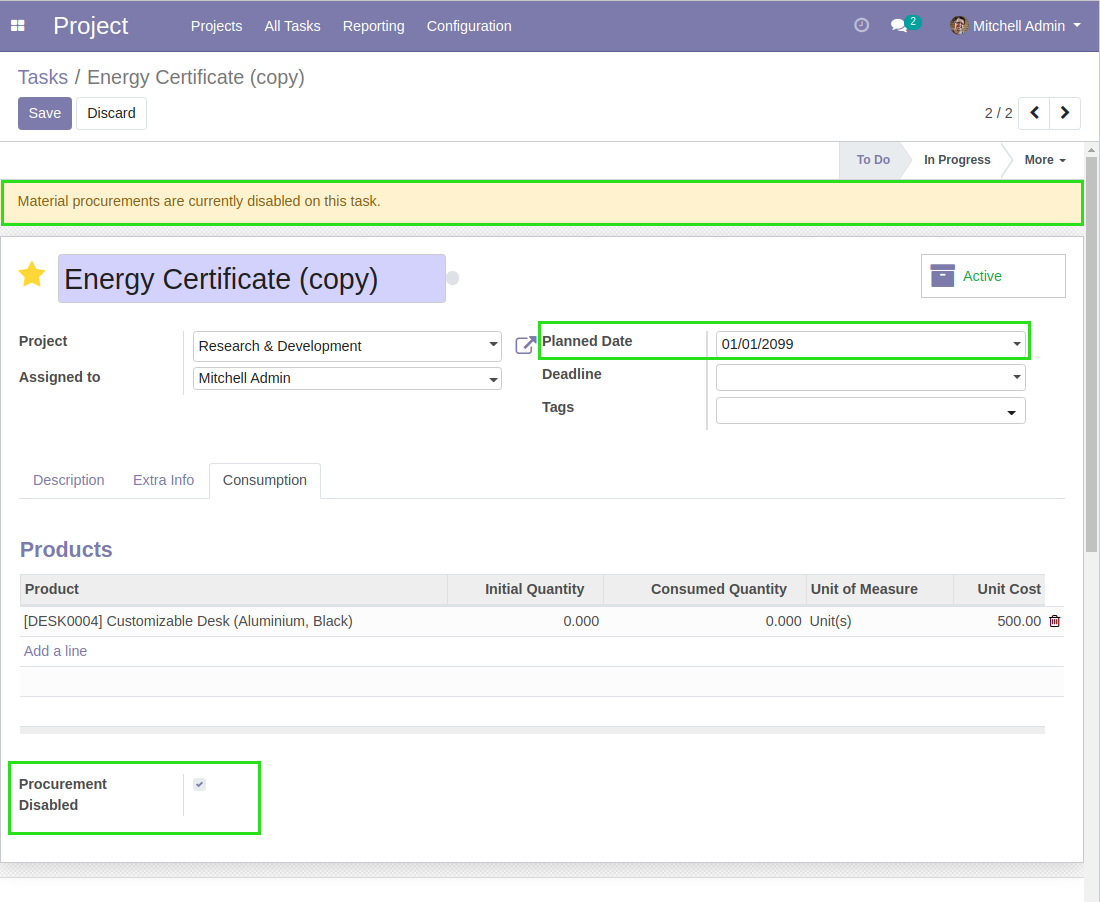 Project Projects All Tasks Reporting Configuration 2 Mitchell Admin
Tasks / Energy Certificate (copy)
Save Discard 2 / 2
To Do In Progress More
Material procurements are currently disabled on this task.
Energy Certificate (copy) Active
Project Research & Development Planned Date 01/01/2099
Assigned to Mitchell Admin Deadline
Tags
Description Extra Info Consumption
Products
Product Initial Quantity Consumed Quantity Unit of Measure Unit Cost
[DESK0004] Customizable Desk (Aluminium, Black) 0.000 0.000 Unit(s) 500.00
Add a line
Procurement
Disabled